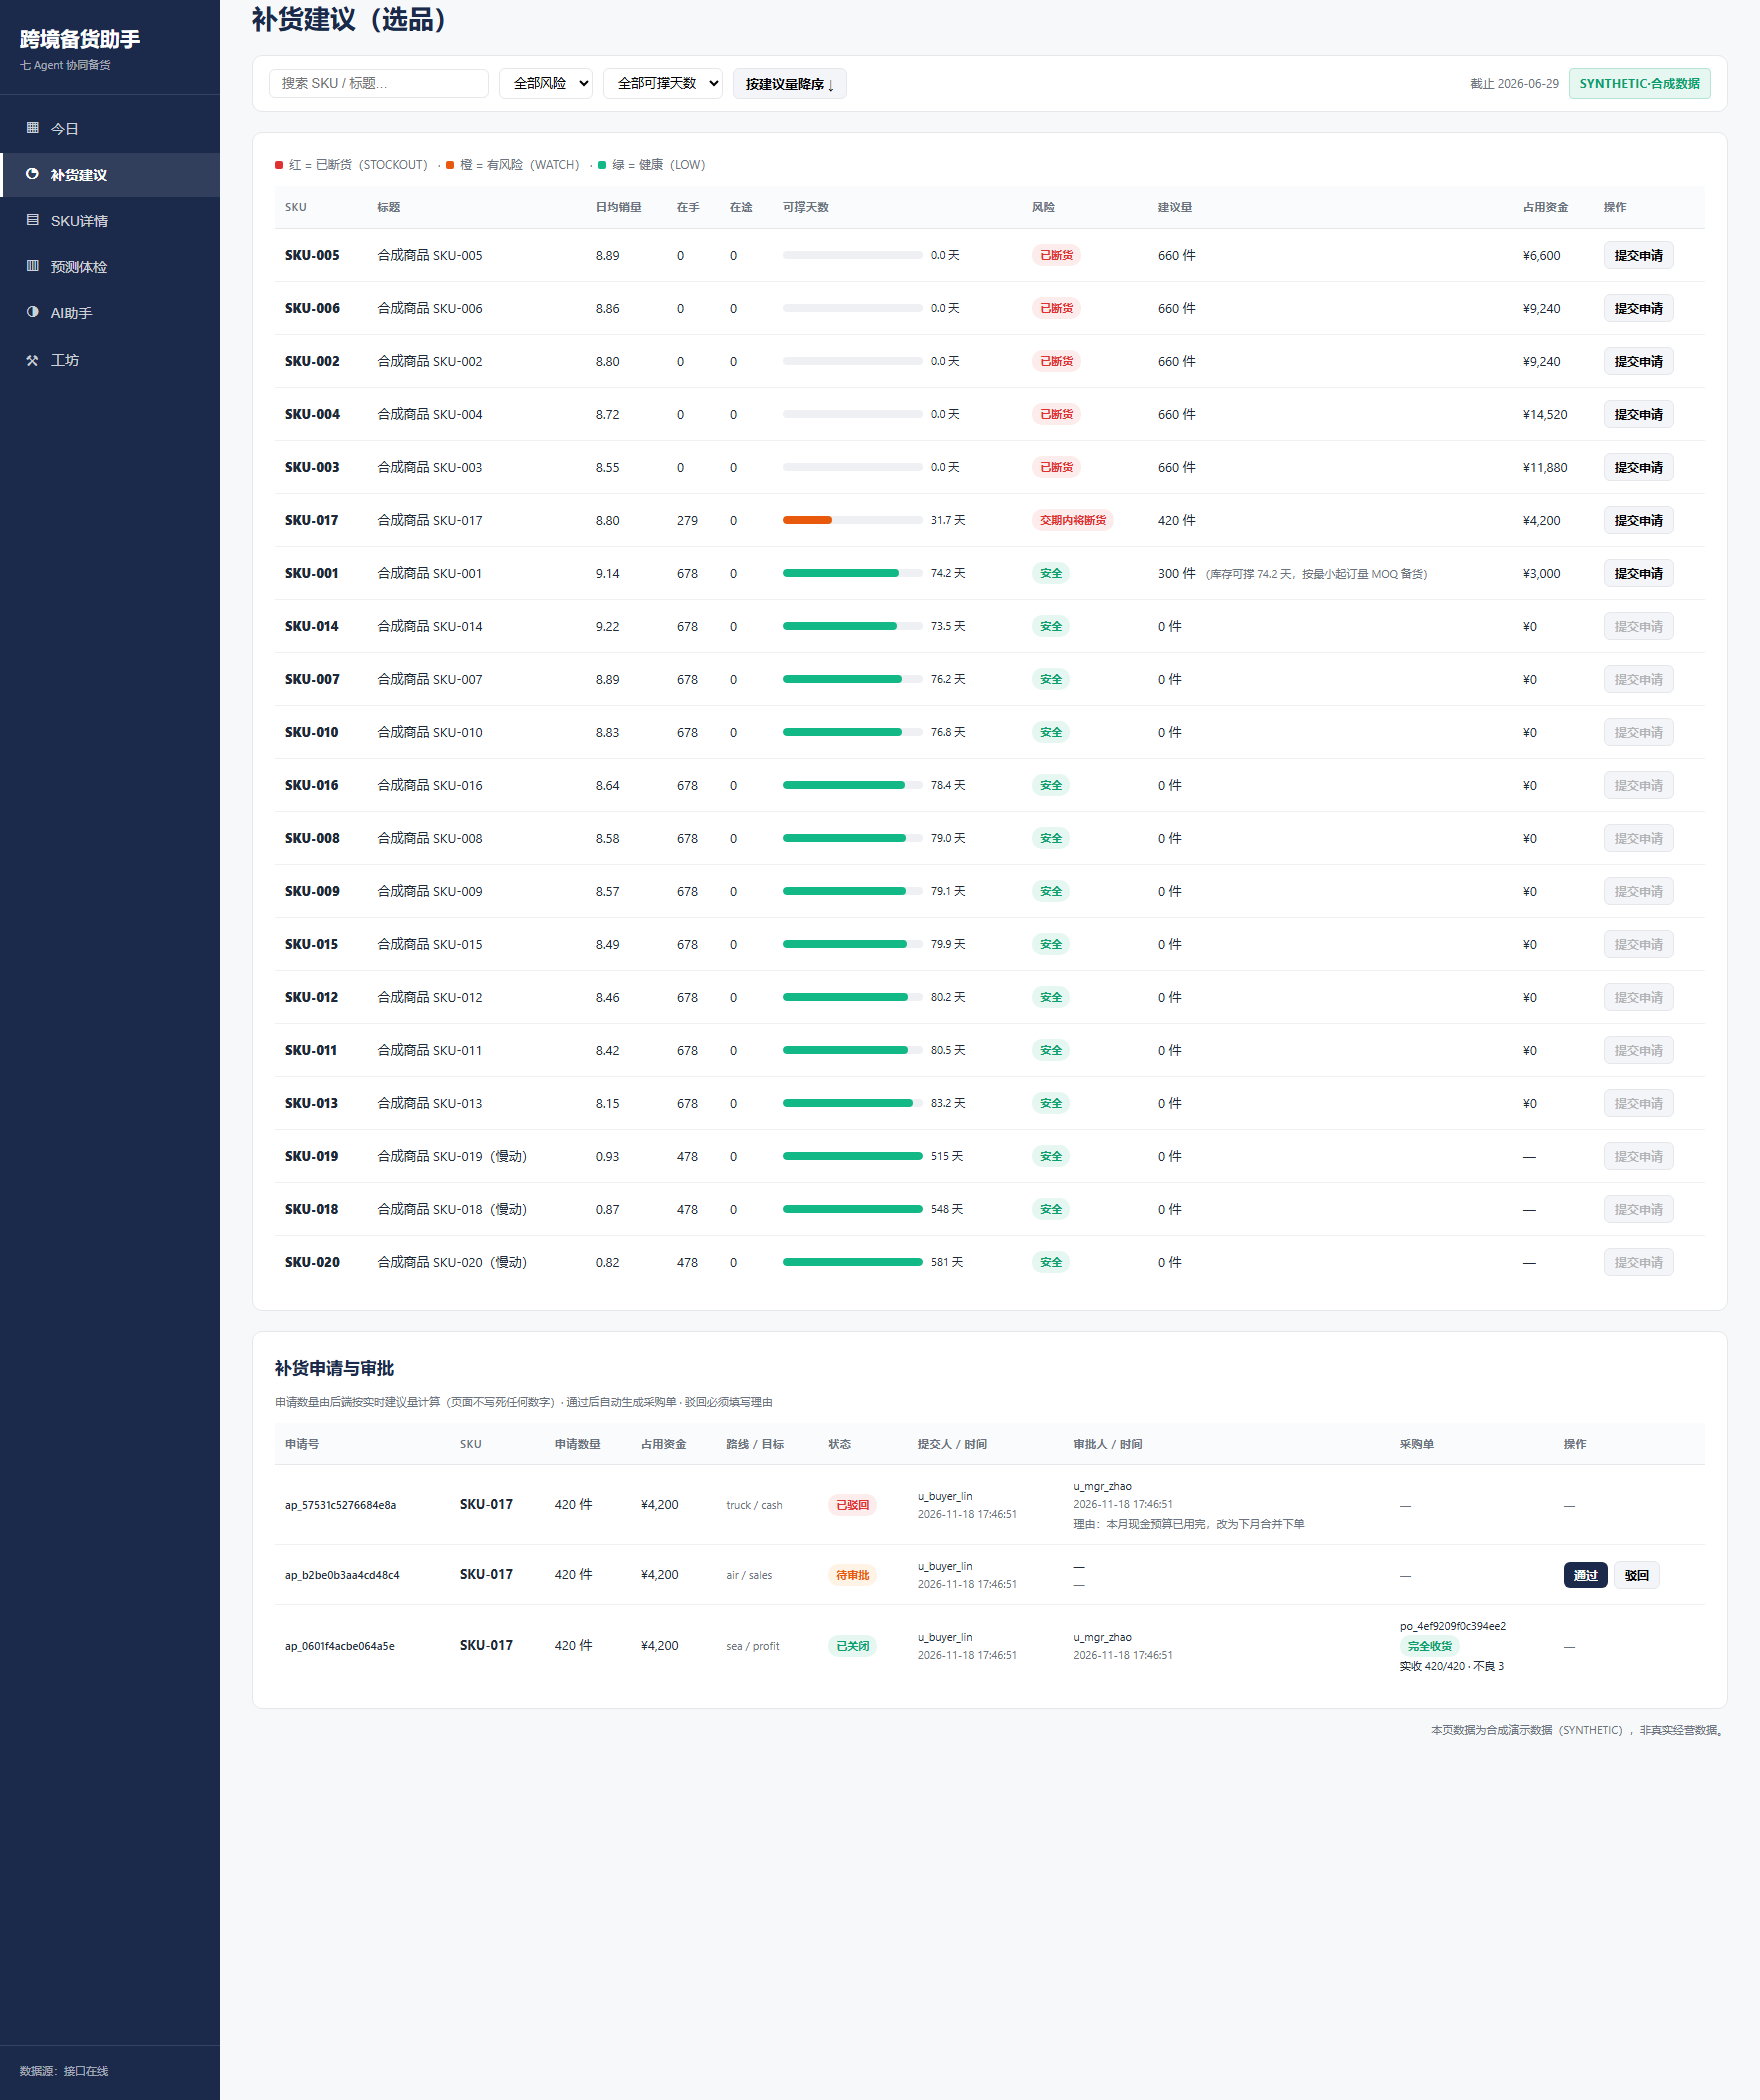 跨境备货助手
七 Agent 协同备货
今日
补货建议
SKU详情
预测体检
AI助手
工坊
数据源：接口在线
补货建议（选品）
搜索 SKU / 标题... 全部风险 全部可撑天数 按建议量降序 ↓ 截止 2026-06-29 SYNTHETIC·合成数据
红 = 已断货（STOCKOUT） · 橙 = 有风险（WATCH） · 绿 = 健康（LOW）
SKU 标题 日均销量 在手 在途 可撑天数 风险 建议量 占用资金 操作
SKU-005 合成商品 SKU-005 8.89 0 0 0.0 天 已断货 660 件 ¥6,600 提交申请
SKU-006 合成商品 SKU-006 8.86 0 0 0.0 天 已断货 660 件 ¥9,240 提交申请
SKU-002 合成商品 SKU-002 8.80 0 0 0.0 天 已断货 660 件 ¥9,240 提交申请
SKU-004 合成商品 SKU-004 8.72 0 0 0.0 天 已断货 660 件 ¥14,520 提交申请
SKU-003 合成商品 SKU-003 8.55 0 0 0.0 天 已断货 660 件 ¥11,880 提交申请
SKU-017 合成商品 SKU-017 8.80 279 0 31.7 天 交期内将断货 420 件 ¥4,200 提交申请
SKU-001 合成商品 SKU-001 9.14 678 0 74.2 天 安全 300 件 （库存可撑 74.2 天，按最小起订量 MOQ 备货） ¥3,000 提交申请
SKU-014 合成商品 SKU-014 9.22 678 0 73.5 天 安全 0 件 ¥0 提交申请
SKU-007 合成商品 SKU-007 8.89 678 0 76.2 天 安全 0 件 ¥0 提交申请
SKU-010 合成商品 SKU-010 8.83 678 0 76.8 天 安全 0 件 ¥0 提交申请
SKU-016 合成商品 SKU-016 8.64 678 0 78.4 天 安全 0 件 ¥0 提交申请
SKU-008 合成商品 SKU-008 8.58 678 0 79.0 天 安全 0 件 ¥0 提交申请
SKU-009 合成商品 SKU-009 8.57 678 0 79.1 天 安全 0 件 ¥0 提交申请
SKU-015 合成商品 SKU-015 8.49 678 0 79.9 天 安全 0 件 ¥0 提交申请
SKU-012 合成商品 SKU-012 8.46 678 0 80.2 天 安全 0 件 ¥0 提交申请
SKU-011 合成商品 SKU-011 8.42 678 0 80.5 天 安全 0 件 ¥0 提交申请
SKU-013 合成商品 SKU-013 8.15 678 0 83.2 天 安全 0 件 ¥0 提交申请
SKU-019 合成商品 SKU-019（慢动） 0.93 478 0 515 天 安全 0 件 — 提交申请
SKU-018 合成商品 SKU-018（慢动） 0.87 478 0 548 天 安全 0 件 — 提交申请
SKU-020 合成商品 SKU-020（慢动） 0.82 478 0 581 天 安全 0 件 — 提交申请
补货申请与审批
申请数量由后端按实时建议量计算（页面不写死任何数字）· 通过后自动生成采购单 · 驳回必须填写理由
申请号 SKU 申请数量 占用资金 路线 / 目标 状态 提交人 / 时间 审批人 / 时间 采购单 操作
ap_57531c5276684e8a SKU-017 420 件 ¥4,200 truck / cash 已驳回 u_buyer_lin 2026-11-18 17:46:51 u_mgr_zhao 2026-11-18 17:46:51 理由：本月现金预算已用完，改为下月合并下单 — —
ap_b2be0b3aa4cd48c4 SKU-017 420 件 ¥4,200 air / sales 待审批 u_buyer_lin 2026-11-18 17:46:51 — — — 通过 驳回
ap_0601f4acbe064a5e SKU-017 420 件 ¥4,200 sea / profit 已关闭 u_buyer_lin 2026-11-18 17:46:51 u_mgr_zhao 2026-11-18 17:46:51 po_4ef9209f0c394ee2 完全收货 实收 420/420 · 不良 3 —
本页数据为合成演示数据（SYNTHETIC），非真实经营数据。